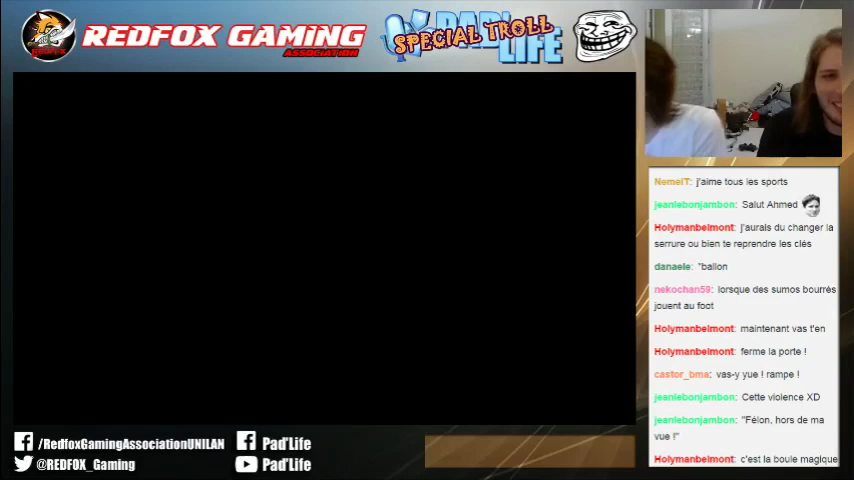 REDFOX GAMING
ASSOCIATION
PAD'
LIFE
SPECIAL TROLL
NemeIT: j'aime tous les sports
jeanlebonjambon: Salut Ahmed
Holymanbelmont: j'aurais du changer la
serrure ou bien te reprendre les clés
danaele: "ballon
nekochan59: lorsque des sumos bourrés
jouent au foot
Holymanbelmont: maintenant vas t'en
Holymanbelmont: ferme la porte !
castor_bma: vas-y yue ! rampe !
jeanlebonjambon: Cette violence XD
jeanlebonjambon: "Félon, hors de ma
vue !"
Holymanbelmont: c'est la boule magique
/RedfoxGamingAssociationUNILAN
Pad'Life
@REDFOX_Gaming
Pad'Life